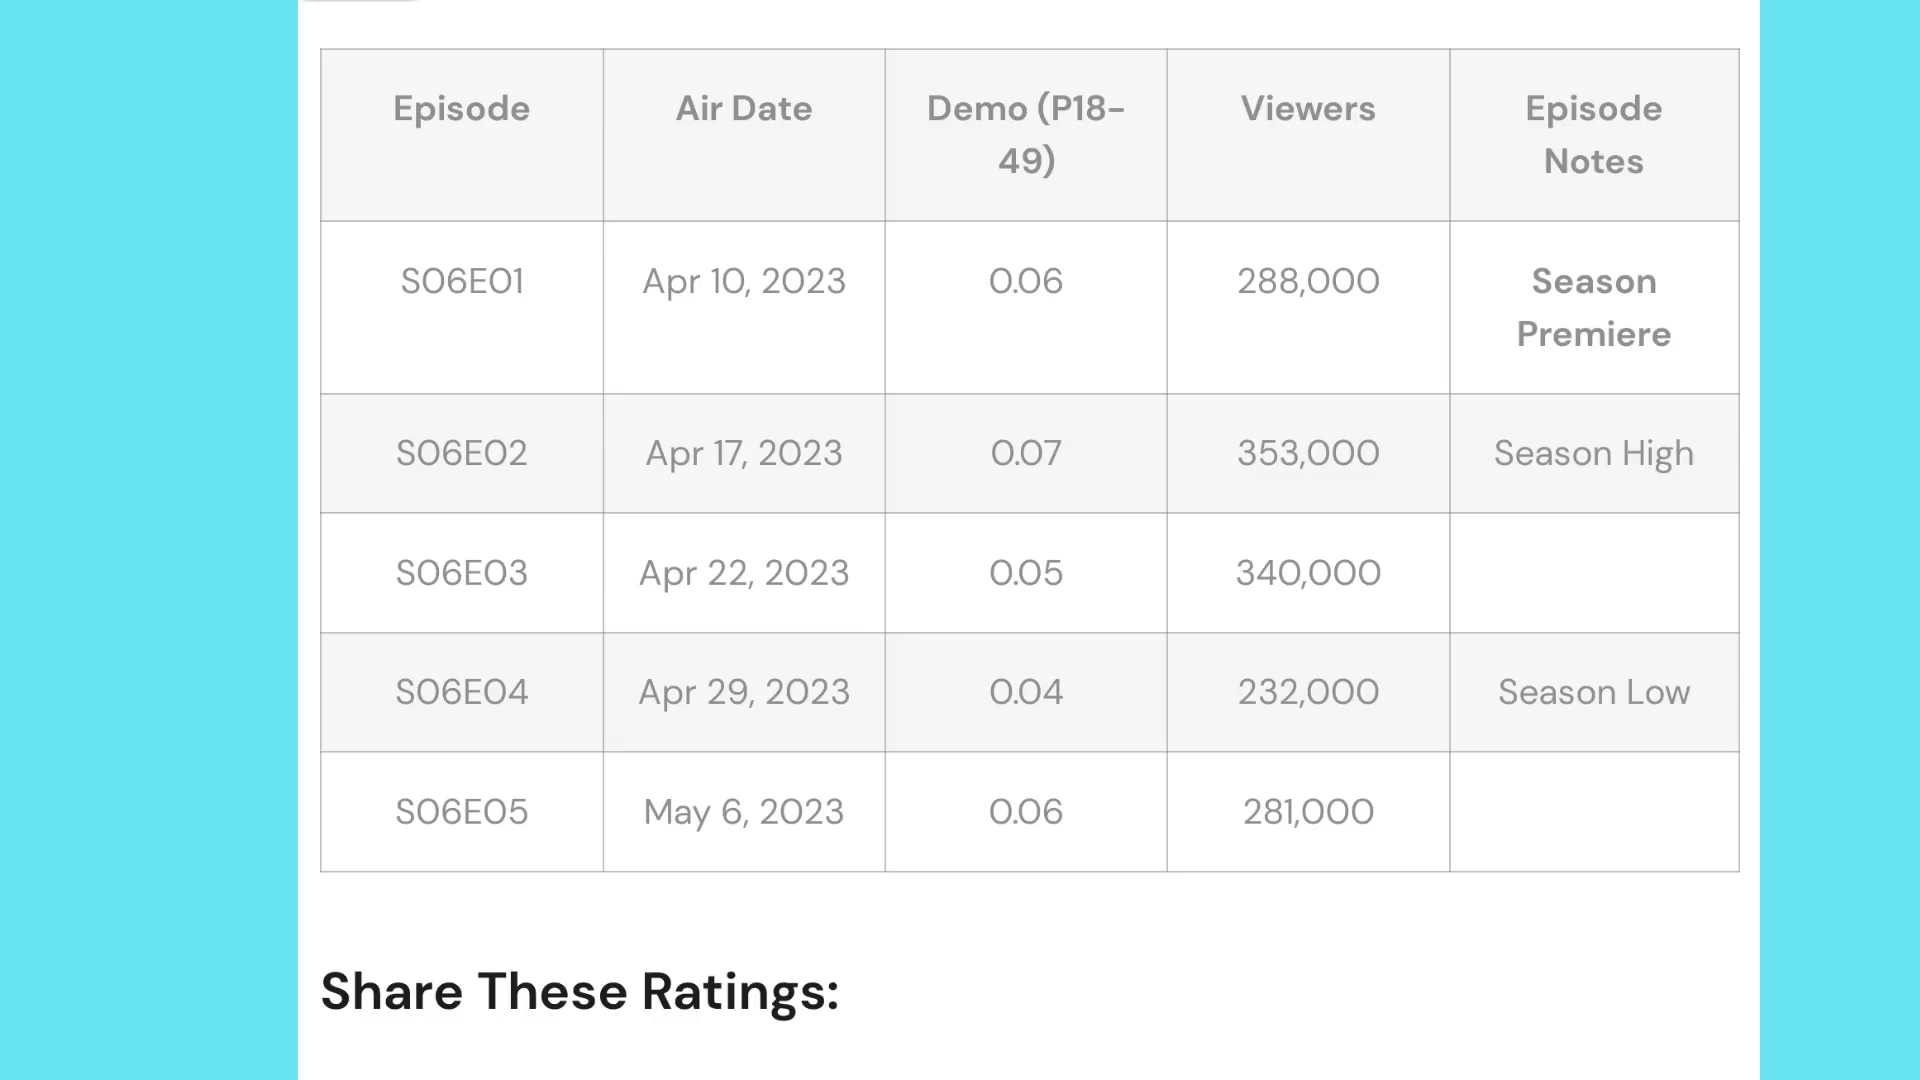 Episode Air Date Demo (P18– Viewers Episode
49) Notes
S06E01 Apr 10, 2023 0.06 288,000 Season
Premiere
S06E02 Apr 17, 2023 0.07 353,000 Season High
S06E03 Apr 22, 2023 0.05 340,000
S06E04 Apr 29, 2023 0.04 232,000 Season Low
S06E05 May 6, 2023 0.06 281,000
Share These Ratings: